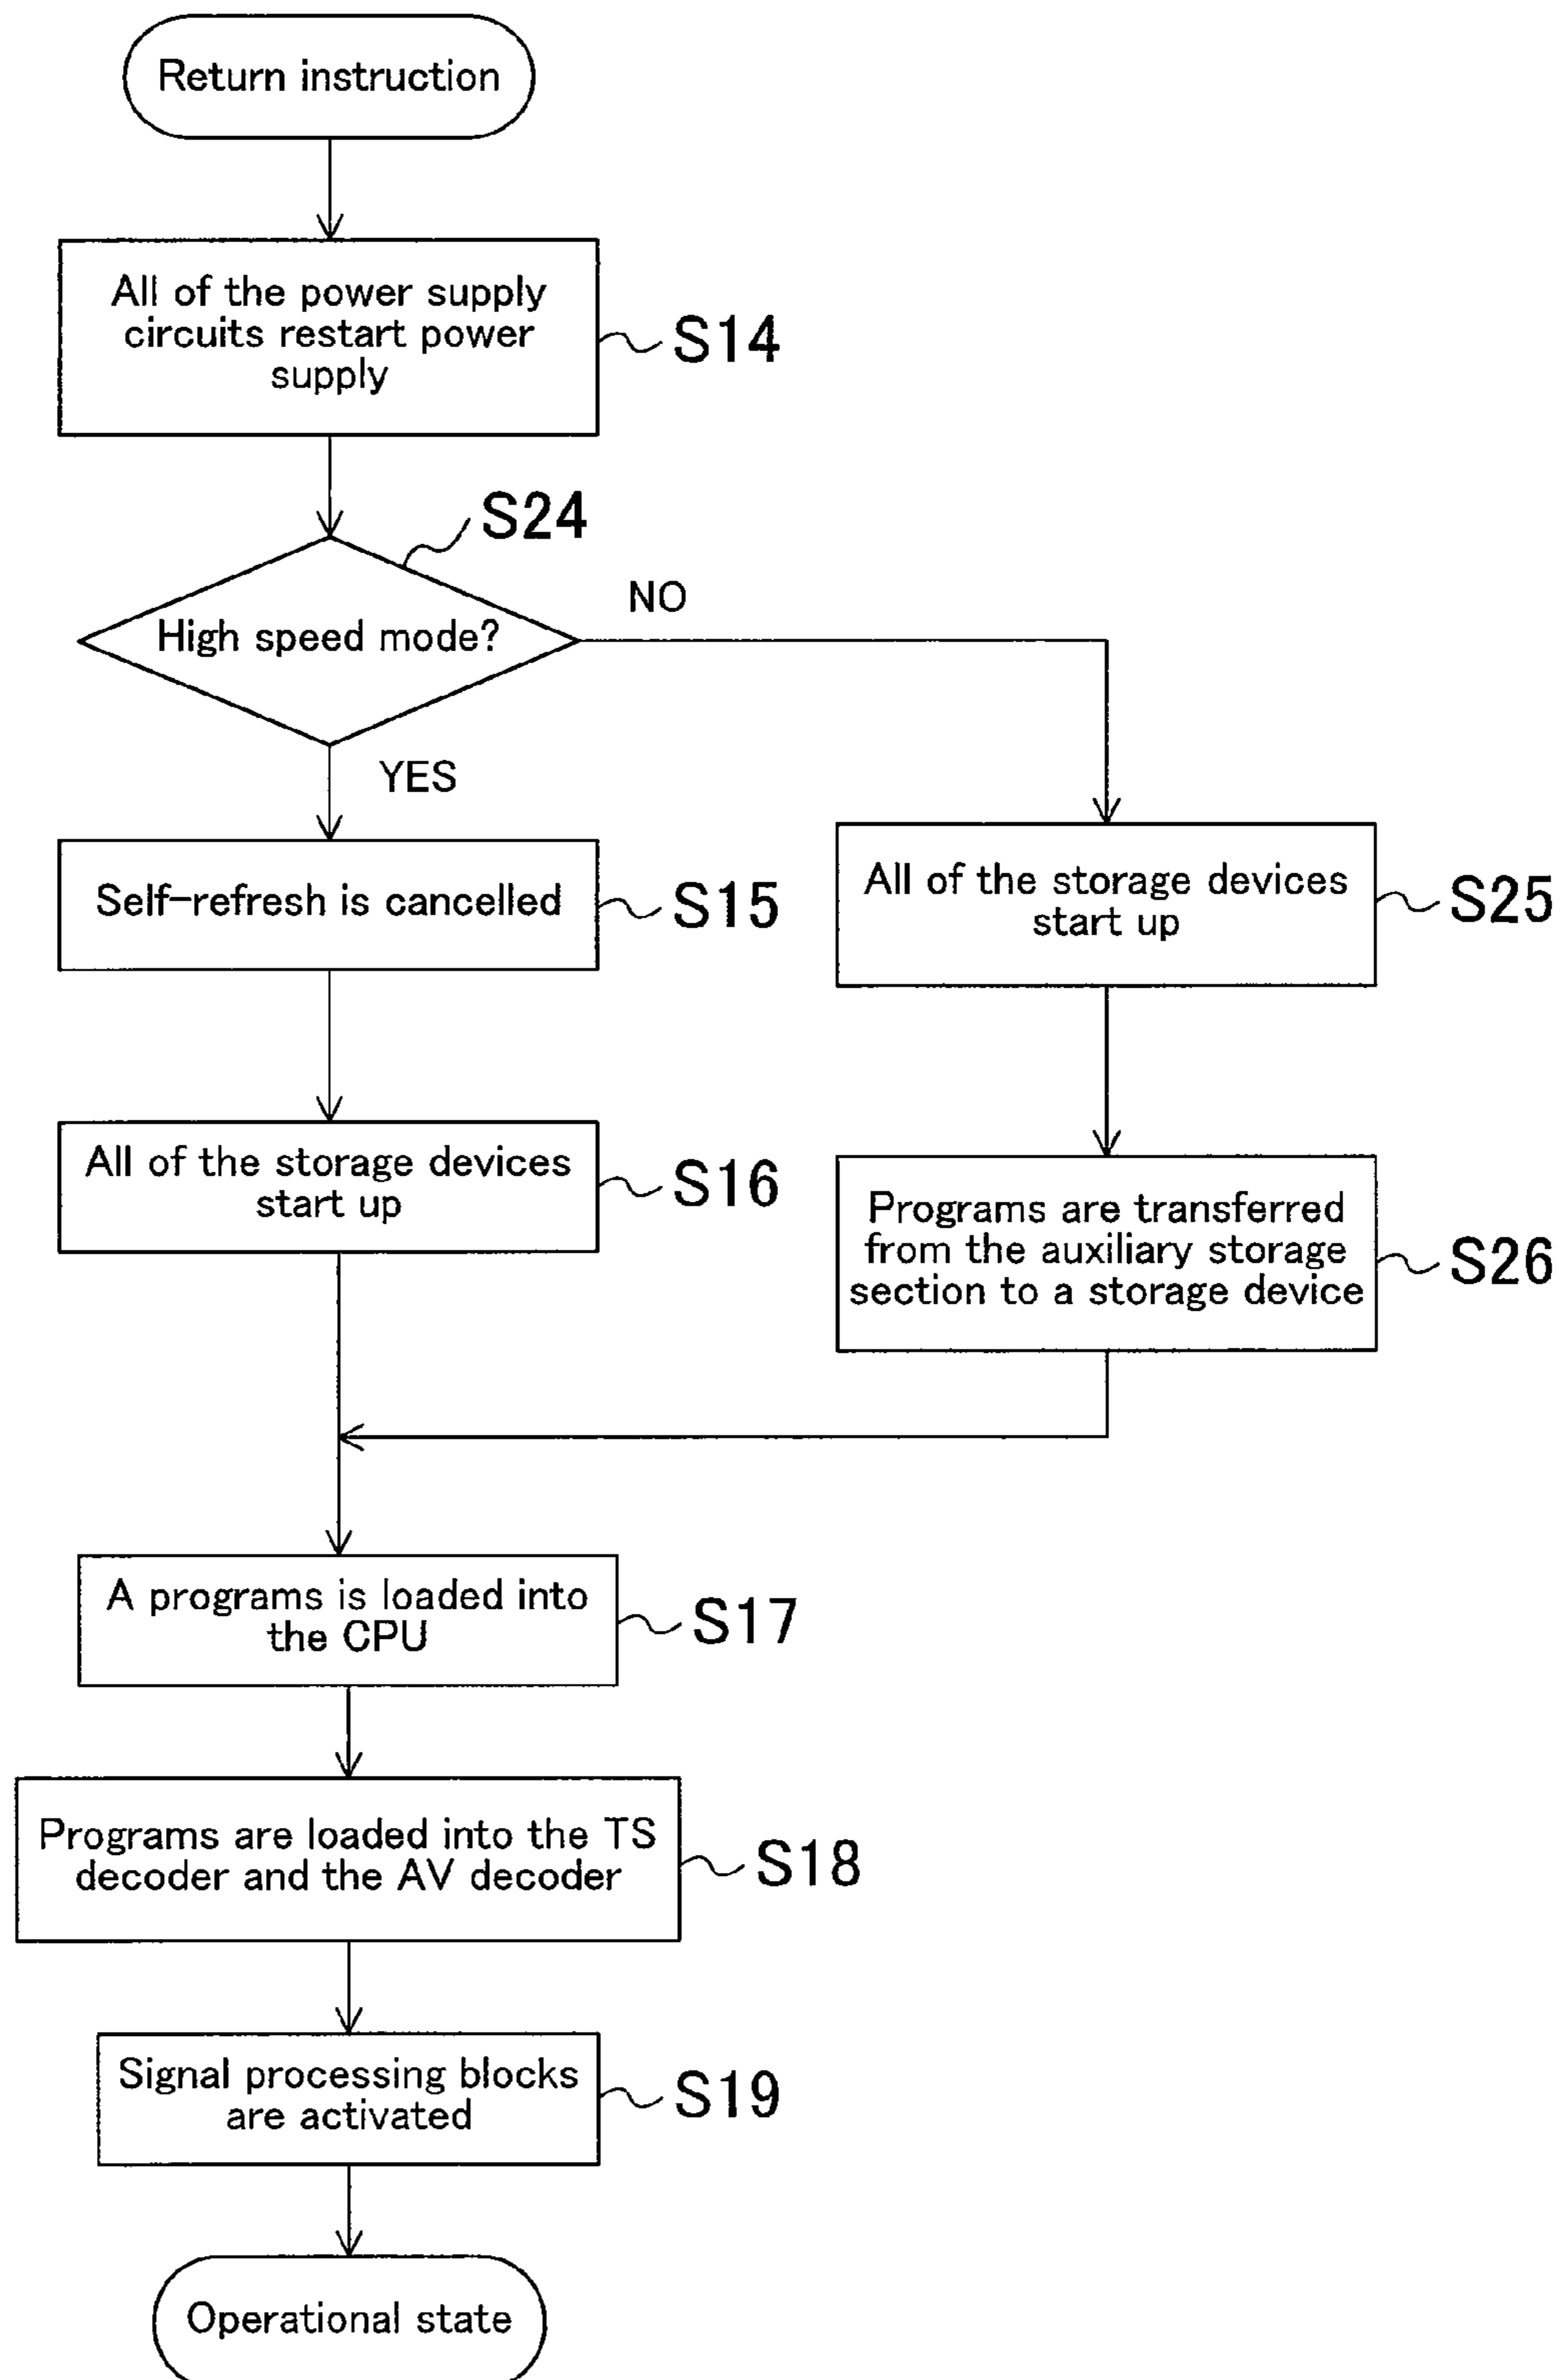 Return instruction
All of the power supply
circuits restart power
supply
S14
S24
High speed mode?
NO
YES
Self-refresh is cancelled
S15
All of the storage devices
start up
S25
All of the storage devices
start up
S16
Programs are transferred
from the auxiliary storage
section to a storage device
S26
A programs is loaded into
the CPU
S17
Programs are loaded into the TS
decoder and the AV decoder
S18
Signal processing blocks
are activated
S19
Operational state